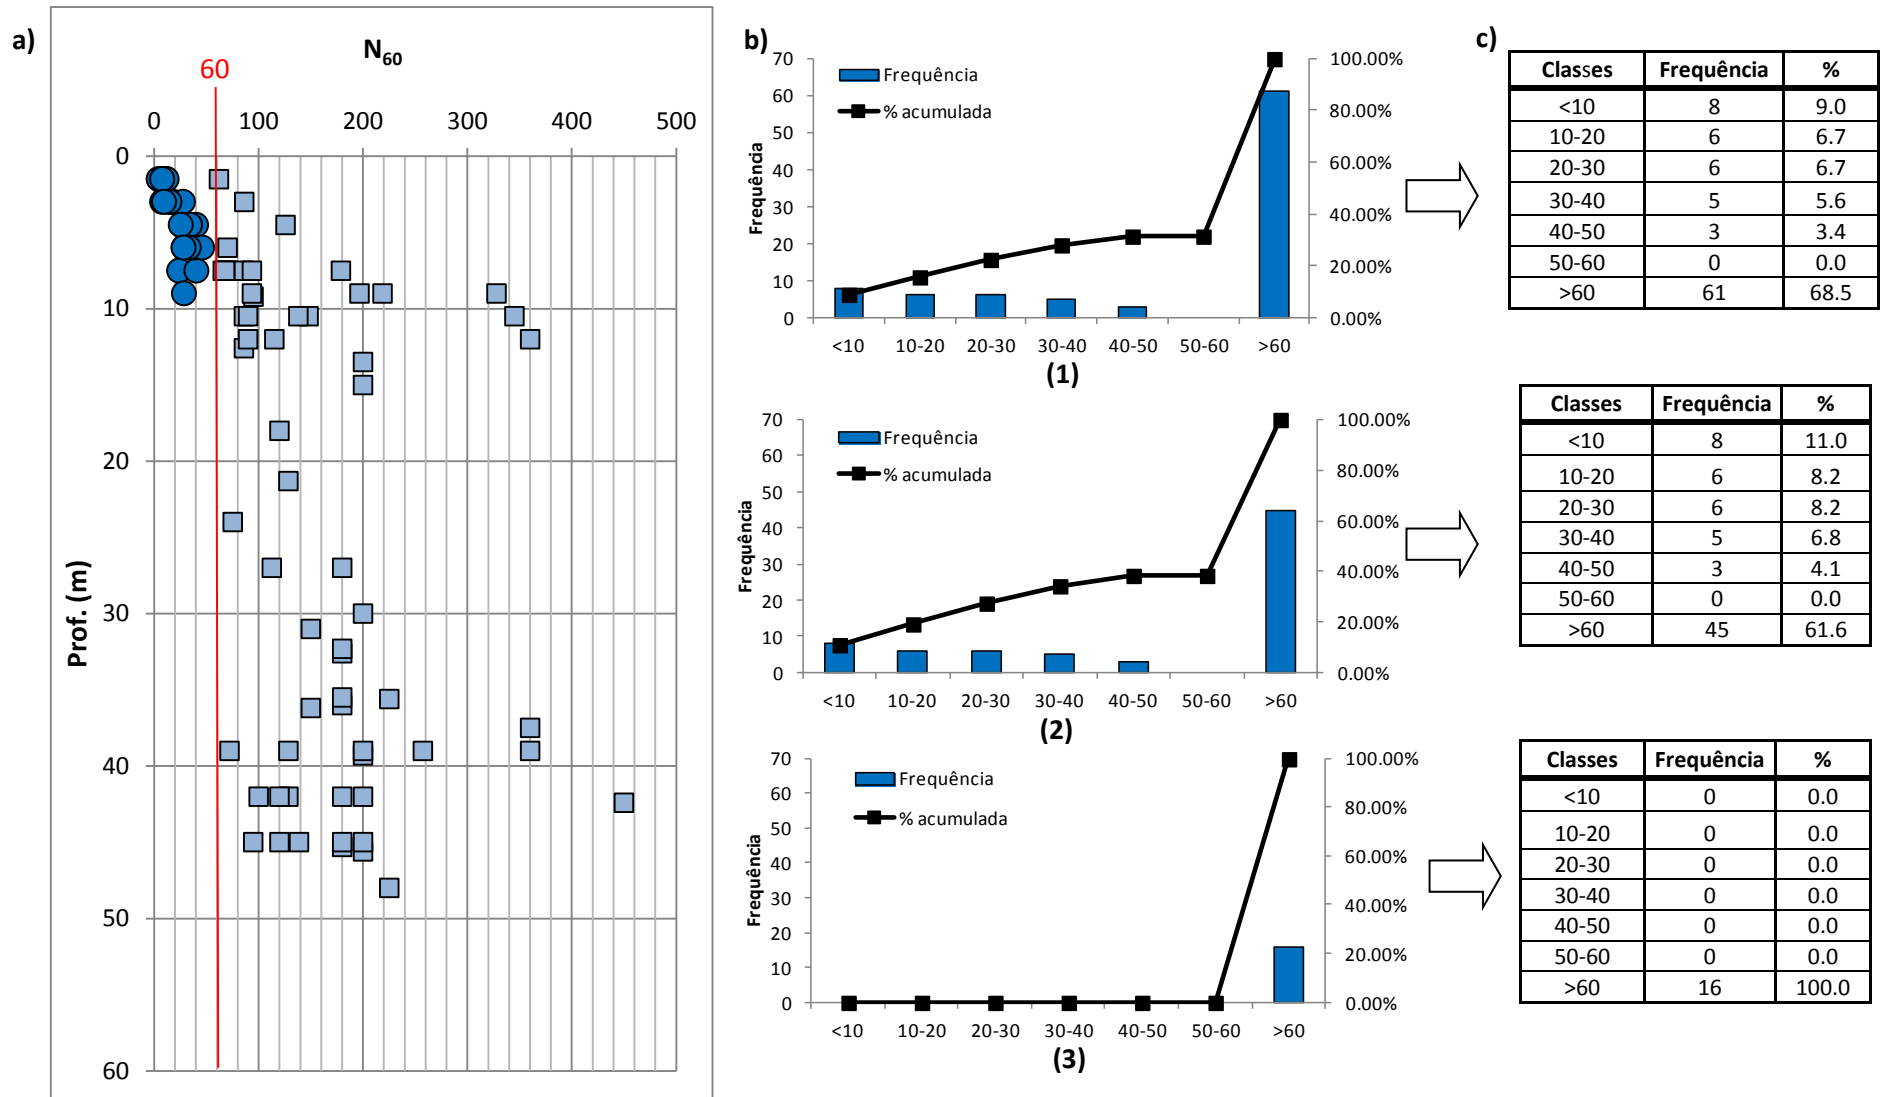 a)
N60
60
0 100 200 300 400 500
0
10
20
30
40
50
60
Prof. (m)
b)
70 100.00%
60 80.00%
50
40 60.00%
30 40.00%
20
10 20.00%
0 0.00%
Frequência
Frequência
% acumulada
<10 10-20 20-30 30-40 40-50 50-60 >60
(1)
70 100.00%
60 80.00%
50
40 60.00%
30 40.00%
20
10 20.00%
0 0.00%
Frequência
Frequência
% acumulada
<10 10-20 20-30 30-40 40-50 50-60 >60
(2)
70 100.00%
60 80.00%
50
40 60.00%
30 40.00%
20
10 20.00%
0 0.00%
Frequência
Frequência
% acumulada
<10 10-20 20-30 30-40 40-50 50-60 >60
(3)
c)
Classes Frequência %
<10 8 9.0
10-20 6 6.7
20-30 6 6.7
30-40 5 5.6
40-50 3 3.4
50-60 0 0.0
>60 61 68.5
Classes Frequência %
<10 8 11.0
10-20 6 8.2
20-30 6 8.2
30-40 5 6.8
40-50 3 4.1
50-60 0 0.0
>60 45 61.6
Classes Frequência %
<10 0 0.0
10-20 0 0.0
20-30 0 0.0
30-40 0 0.0
40-50 0 0.0
50-60 0 0.0
>60 16 100.0